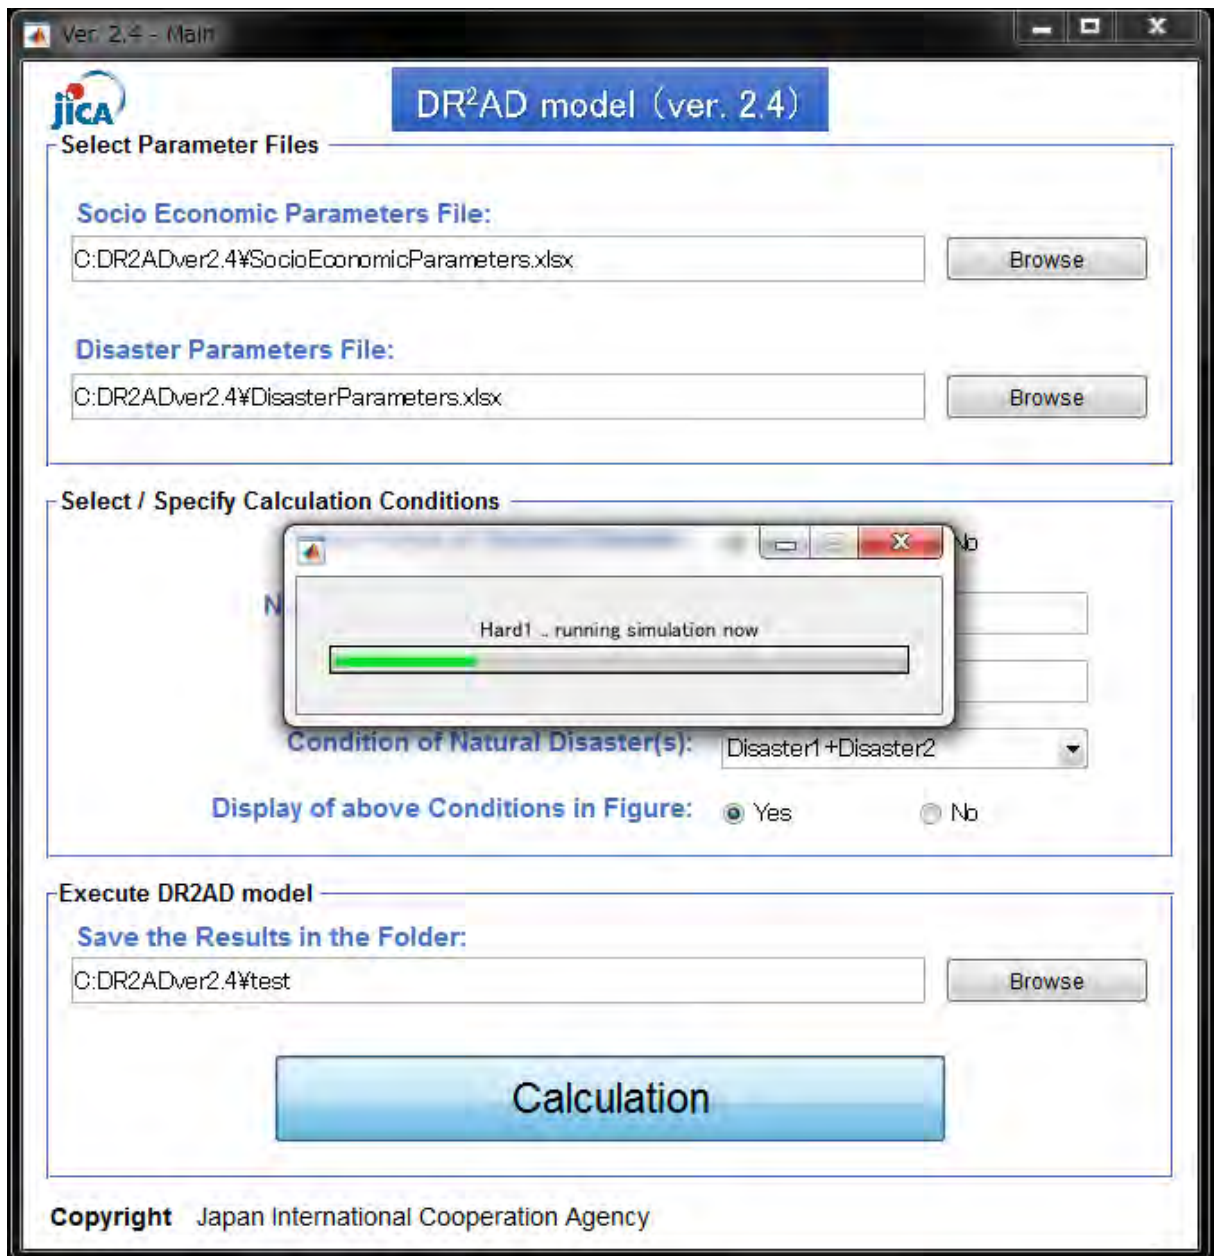 Ver. 2.4 - Main
jica
DR²AD model (ver. 2.4)
Select Parameter Files
Socio Economic Parameters File:
C:DR2ADver2.4¥SocioEconomicParameters.xlsx
Browse
Disaster Parameters File:
C:DR2ADver2.4¥DisasterParameters.xlsx
Browse
Select / Specify Calculation Conditions
No
N
Hard1 .. running simulation now
Condition of Natural Disaster(s):
Disaster1+Disaster2
Display of above Conditions in Figure:
Yes
No
Execute DR2AD model
Save the Results in the Folder:
C:DR2ADver2.4¥test
Browse
Calculation
Copyright Japan International Cooperation Agency